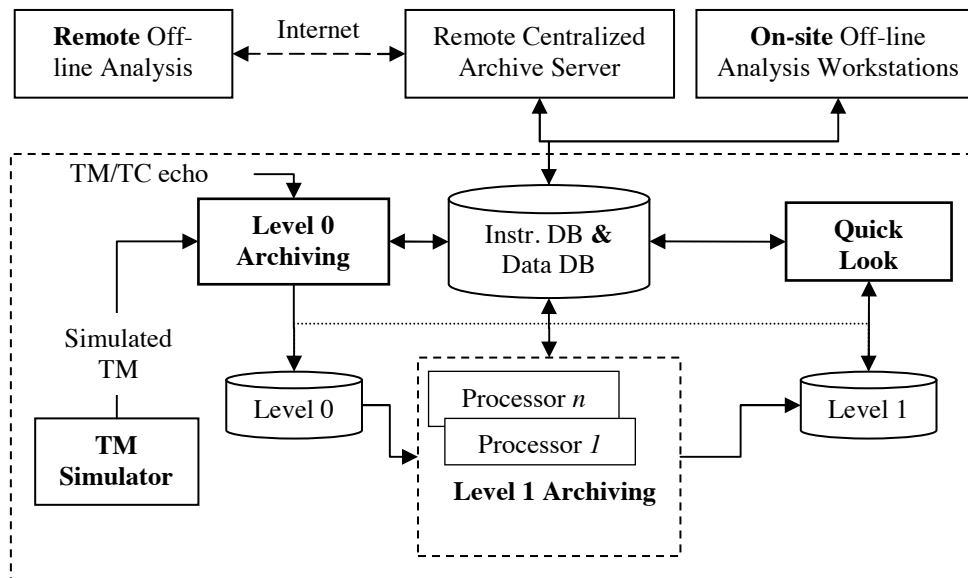 Remote Off-
line Analysis
Internet
Remote Centralized
Archive Server
On-site Off-line
Analysis Workstations
TM/TC echo
Level 0
Archiving
Instr. DB &
Data DB
Quick
Look
Simulated
TM
Level 0
Processor n
Processor 1
Level 1
TM
Simulator
Level 1 Archiving